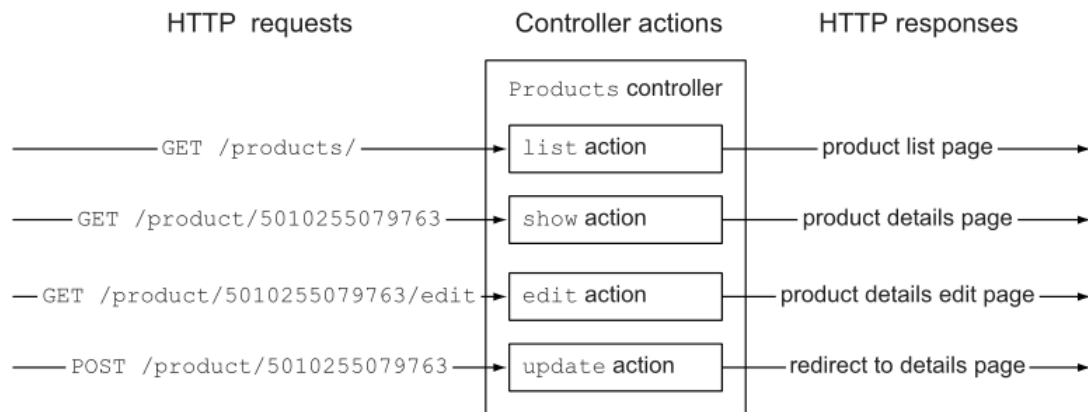 HTTP requests Controller actions HTTP responses
Products controller
GET /products/ list action product list page
GET /product/5010255079763 show action product details page
GET /product/5010255079763/edit edit action product details edit page
POST /product/5010255079763 update action redirect to details page